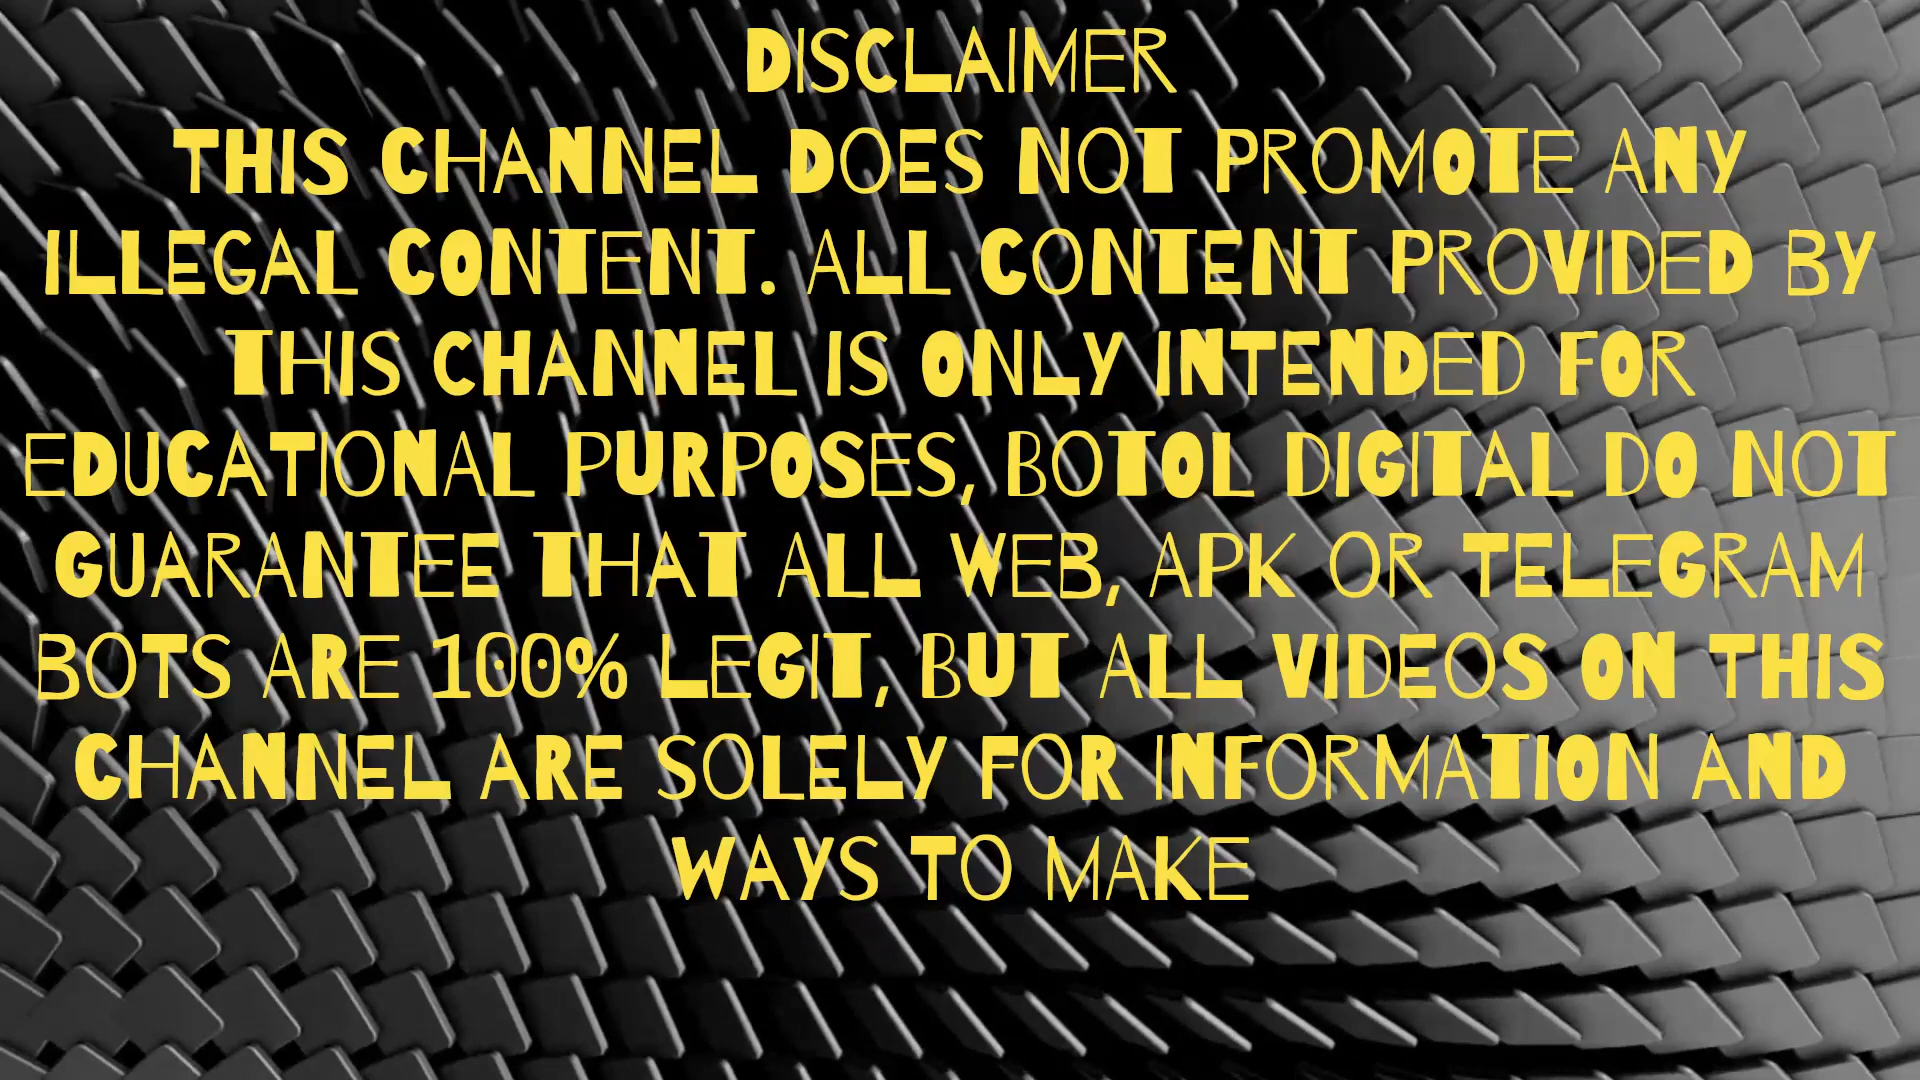 DISCLAIMER
THIS CHANNEL DOES NOT PROMOTE ANY
ILLEGAL CONTENT. ALL CONTENT PROVIDED BY
THIS CHANNEL IS ONLY INTENDED FOR
EDUCATIONAL PURPOSES, BOTOL DIGITAL DO NOT
GUARANTEE THAT ALL WEB, APK OR TELEGRAM
BOTS ARE 100% LEGIT, BUT ALL VIDEOS ON THIS
CHANNEL ARE SOLELY FOR INFORMATION AND
WAYS TO MAKE